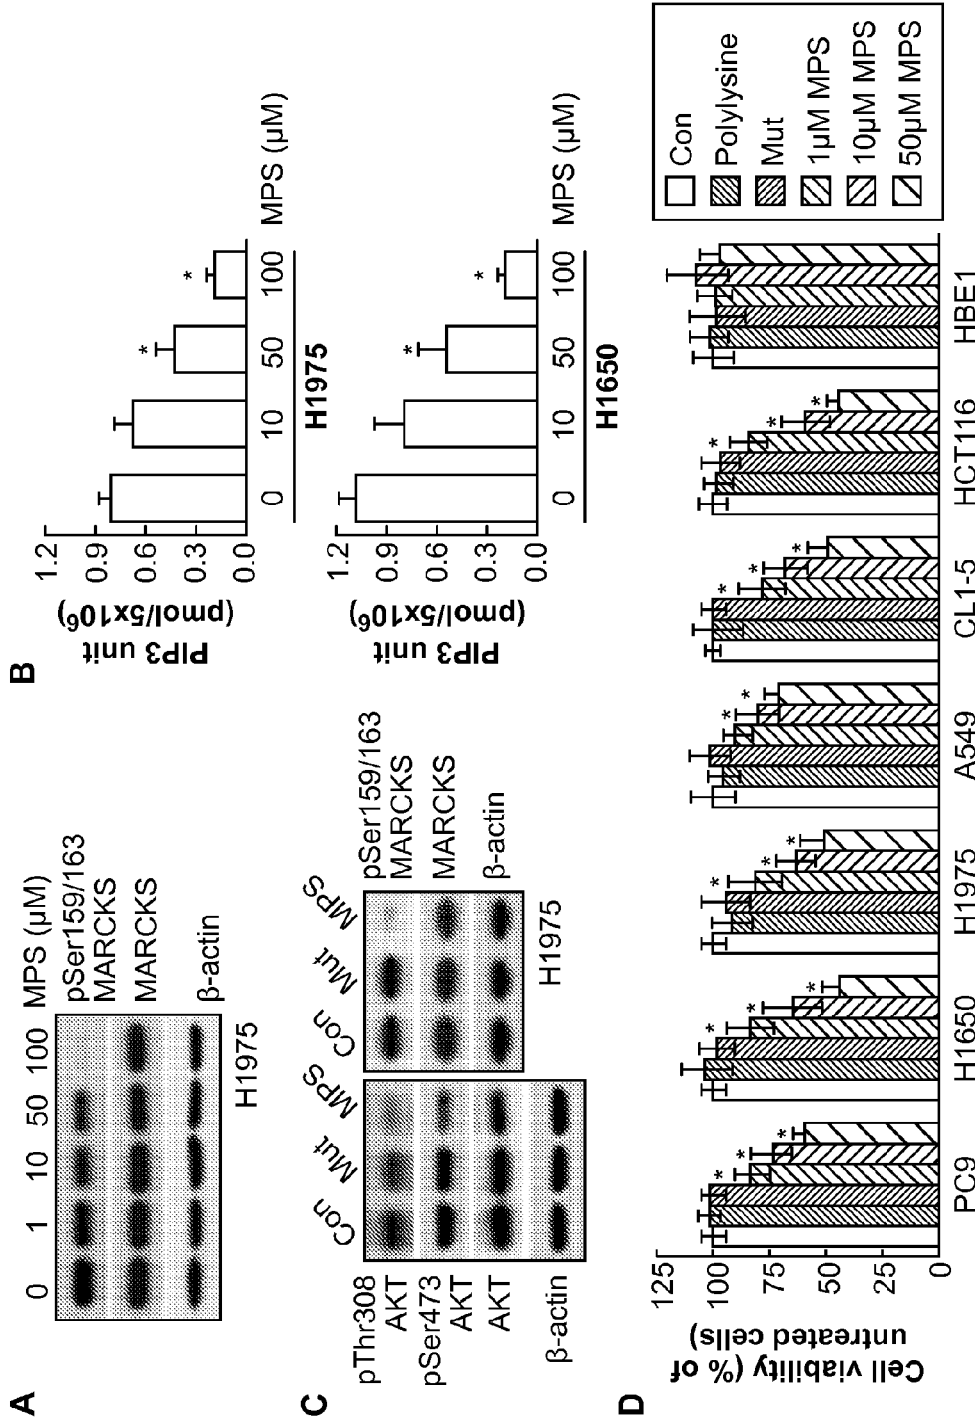 A
0 1 10 50 100 MPS (μM)
pSer159/163
MARCKS
MARCKS
β-actin
H1975
B
PIP3 unit
(pmol/5x10⁶)
1.2
0.9
0.6
0.3
0.0
* *
0 10 50 100 MPS (μM)
H1975
PIP3 unit
(pmol/5x10⁶)
1.2
0.9
0.6
0.3
0.0
* *
0 10 50 100 MPS (μM)
H1650
C
Con Mut MPS
pThr308
AKT
pSer473
AKT
AKT
β-actin
Con Mut MPS
pSer159/163
MARCKS
MARCKS
β-actin
H1975
D
Cell viability (% of
untreated cells)
125
100
75
50
25
0
* * * * * * * * * * * * * * * * *
PC9 H1650 H1975 A549 CL1-5 HCT116 HBE1
Con
Polylysine
Mut
1μM MPS
10μM MPS
50μM MPS